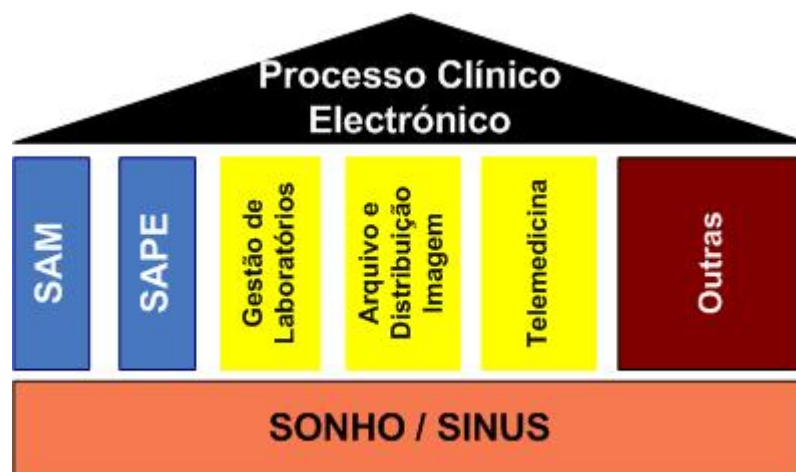 Processo Clínico
Electrónico
SAM
SAPE
Gestão de
Laboratórios
Arquivo e
Distribuição
Imagem
Telemedicina
Outras
SONHO / SINUS